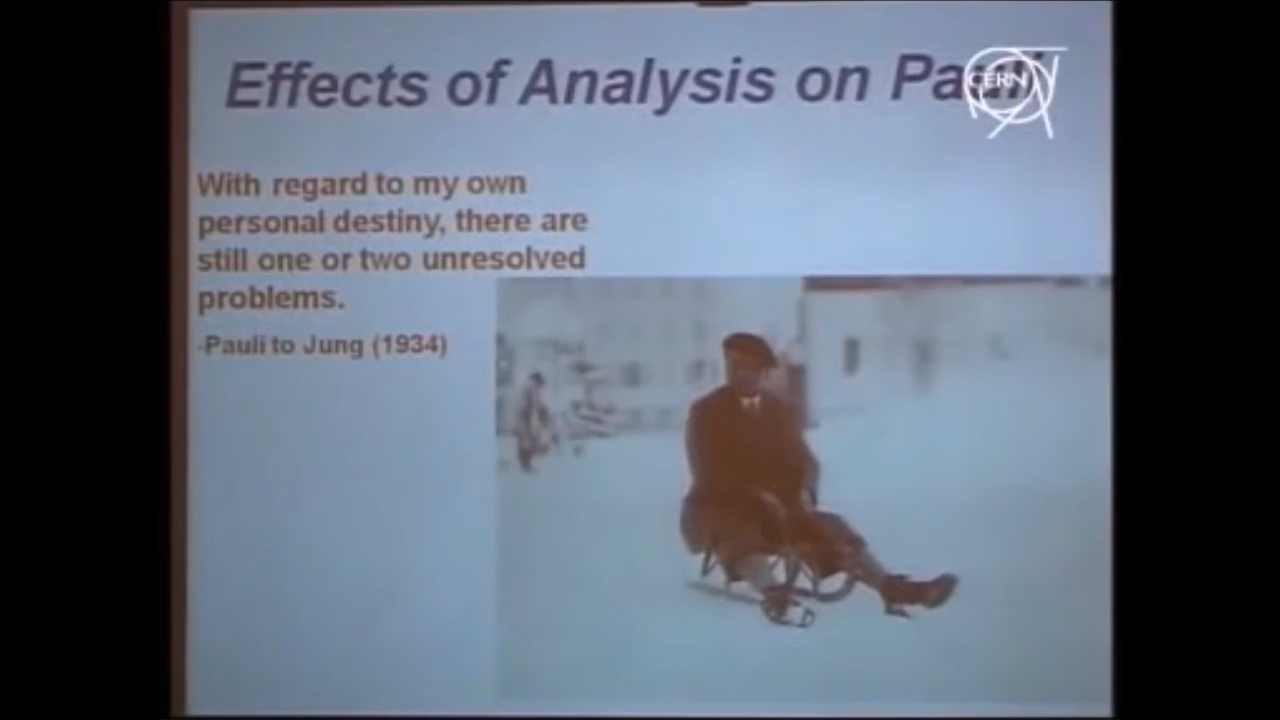 Effects of Analysis on Pauli
CERN
With regard to my own
personal destiny, there are
still one or two unresolved
problems.
-Pauli to Jung (1934)